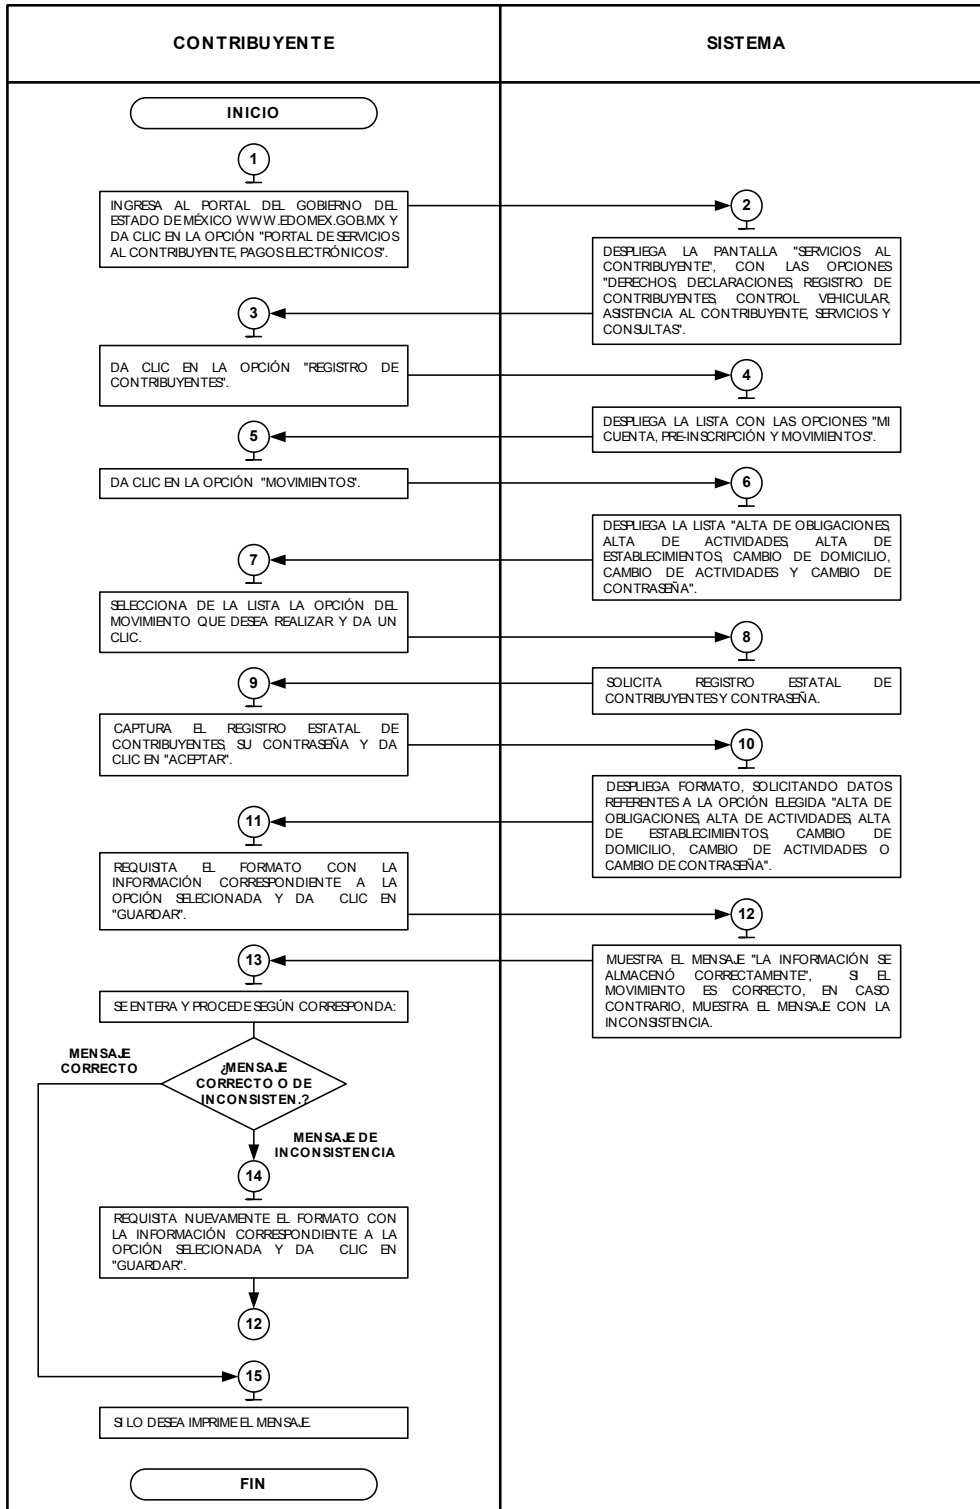 CONTRIBUYENTE
SISTEMA
INICIO
1
INGRESA AL PORTAL DEL GOBIERNO DEL
ESTADO DE MÉXICO WWW.EDOMEX.GOB.MX Y
DA CLIC EN LA OPCIÓN "PORTAL DE SERVICIOS
AL CONTRIBUYENTE, PAGOS ELECTRÓNICOS".
2
DESPLIEGA LA PANTALLA "SERVICIOS AL
CONTRIBUYENTE", CON LAS OPCIONES
"DERECHOS, DECLARACIONES, REGISTRO DE
CONTRIBUYENTES, CONTROL VEHICULAR,
ASISTENCIA AL CONTRIBUYENTE, SERVICIOS Y
CONSULTAS".
3
DA CLIC EN LA OPCIÓN "REGISTRO DE
CONTRIBUYENTES".
4
DESPLIEGA LA LISTA CON LAS OPCIONES "MI
CUENTA, PRE-INSCRIPCIÓN Y MOVIMIENTOS".
5
DA CLIC EN LA OPCIÓN "MOVIMIENTOS".
6
DESPLIEGA LA LISTA "ALTA DE OBLIGACIONES,
ALTA DE ACTIVIDADES, ALTA DE
ESTABLECIMIENTOS, CAMBIO DE DOMICILIO,
CAMBIO DE ACTIVIDADES Y CAMBIO DE
CONTRASEÑA".
7
SELECCIONA DE LA LISTA LA OPCIÓN DEL
MOVIMIENTO QUE DESEA REALIZAR Y DA UN
CLIC.
8
SOLICITA REGISTRO ESTATAL DE
CONTRIBUYENTES Y CONTRASEÑA.
9
CAPTURA EL REGISTRO ESTATAL DE
CONTRIBUYENTES, SU CONTRASEÑA Y DA
CLIC EN "ACEPTAR".
10
DESPLIEGA FORMATO, SOLICITANDO DATOS
REFERENTES A LA OPCIÓN ELEGIDA "ALTA DE
OBLIGACIONES, ALTA DE ACTIVIDADES, ALTA
DE ESTABLECIMIENTOS, CAMBIO DE
DOMICILIO, CAMBIO DE ACTIVIDADES O
CAMBIO DE CONTRASEÑA".
11
REQUISITA EL FORMATO CON LA
INFORMACIÓN CORRESPONDIENTE A LA
OPCIÓN SELECCIONADA Y DA CLIC EN
"GUARDAR".
12
MUESTRA EL MENSAJE "LA INFORMACIÓN SE
ALMACENÓ CORRECTAMENTE", SI EL
MOVIMIENTO ES CORRECTO, EN CASO
CONTRARIO, MUESTRA EL MENSAJE CON LA
INCONSISTENCIA.
13
SE ENTERA Y PROCEDE SEGÚN CORRESPONDA:
MENSAJE
CORRECTO
¿MENSAJE
CORRECTO O DE
INCONSISTEN.?
MENSAJE DE
INCONSISTENCIA
14
REQUISITA NUEVAMENTE EL FORMATO CON
LA INFORMACIÓN CORRESPONDIENTE A LA
OPCIÓN SELECCIONADA Y DA CLIC EN
"GUARDAR".
12
15
SI LO DESEA IMPRIME EL MENSAJE.
FIN